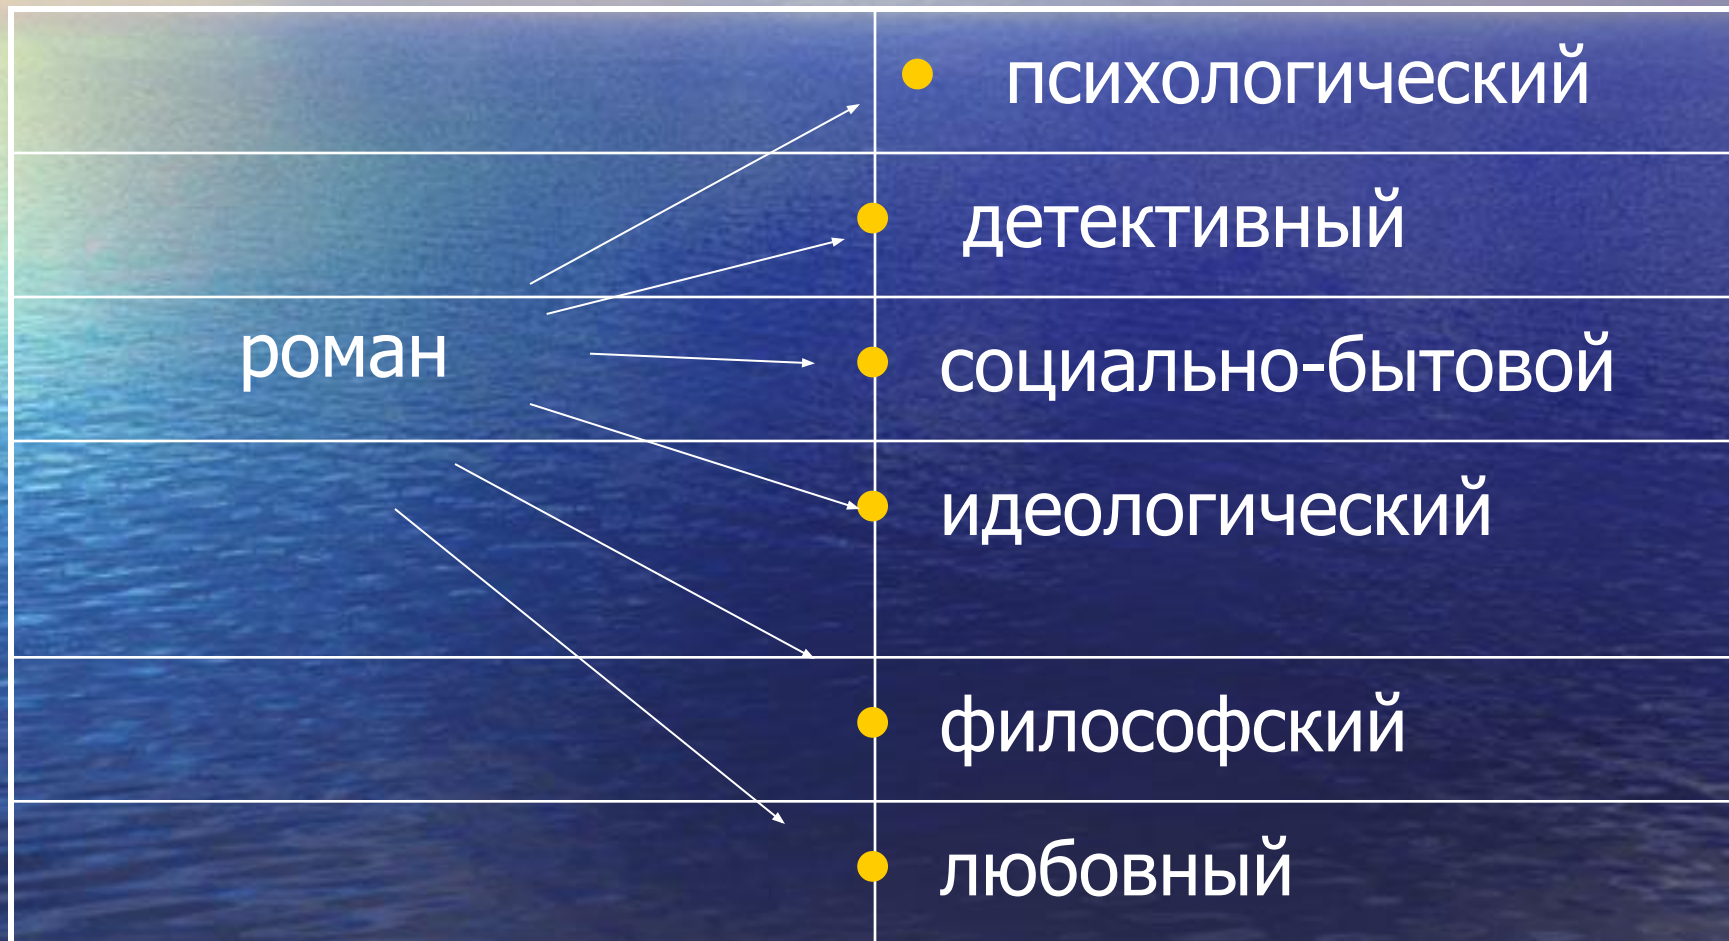 психологический
детективный
роман
социально-бытовой
идеологический
философский
любовный